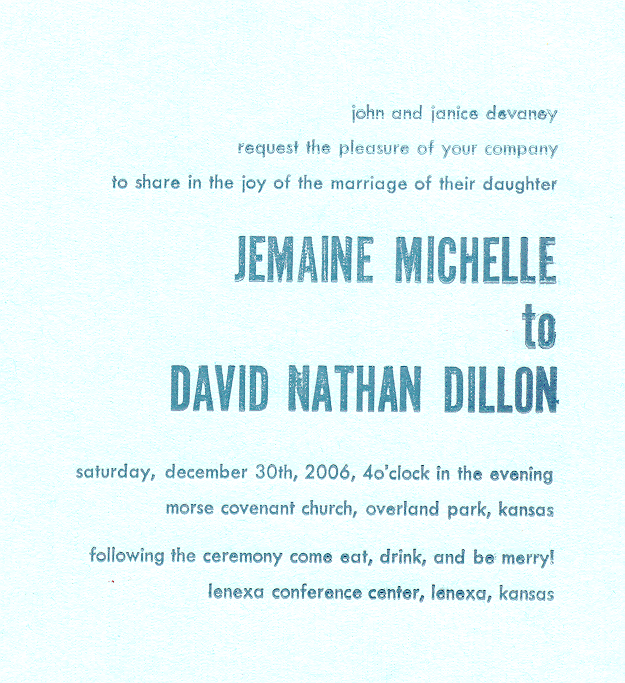 john and janice devaney
request the pleasure of your company
to share in the joy of the marriage of their daughter
JEMAINE MICHELLE
to
DAVID NATHAN DILLON
saturday, december 30th, 2006, 4o'clock in the evening
morse covenant church, overland park, kansas
following the ceremony come eat, drink, and be merry!
lenexa conference center, lenexa, kansas